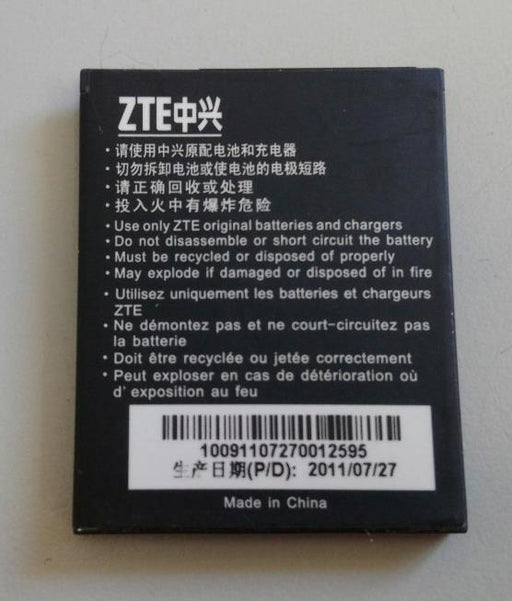 ZTE中兴
·请使用中兴原配电池和充电器
·切勿拆卸电池或使电池的电极短路
·请正确回收或处理
·投入火中有爆炸危险
·Use only ZTE original batteries and chargers
·Do not disassemble or short circuit the battery
·Must be recycled or disposed of properly
·May explode if damaged or disposed of in fire
·Utilisez uniquement les batteries et chargeurs
ZTE
·Ne démontez pas et ne court-circuitez pas
la batterie
·Doit être recyclée ou jetée correctement
·Peut exploser en cas de détérioration où
d' exposition au feu
10091107270012595
生产日期(P/D): 2011/07/27
Made in China